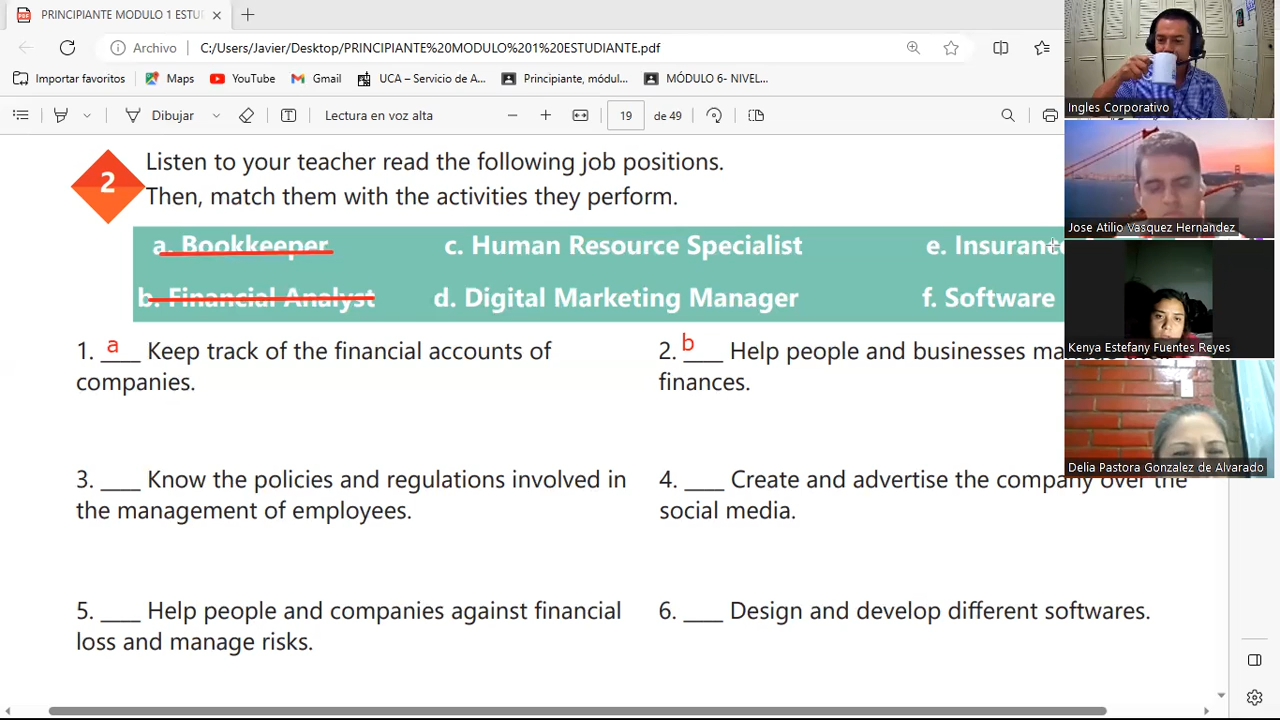 PRINCIPIANTE MODULO 1 ESTU
Archivo C:/Users/Javier/Desktop/PRINCIPIANTE%20MODULO%201%20ESTUDIANTE.pdf
Importar favoritos Maps YouTube Gmail UCA – Servicio de A... Principiante, módul... MÓDULO 6- NIVEL...
Dibujar Lectura en voz alta 19 de 49
Ingles Corporativo
Jose Atilio Vasquez Hernandez
Kenya Estefany Fuentes Reyes
Delia Pastora Gonzalez de Alvarado
2
Listen to your teacher read the following job positions.
Then, match them with the activities they perform.
a. Bookkeeper c. Human Resource Specialist e. Insurance
b. Financial Analyst d. Digital Marketing Manager f. Software
1. a Keep track of the financial accounts of
companies.
2. b Help people and businesses
finances.
3. ____ Know the policies and regulations involved in
the management of employees.
4. ____ Create and advertise the company over the
social media.
5. ____ Help people and companies against financial
loss and manage risks.
6. ____ Design and develop different softwares.